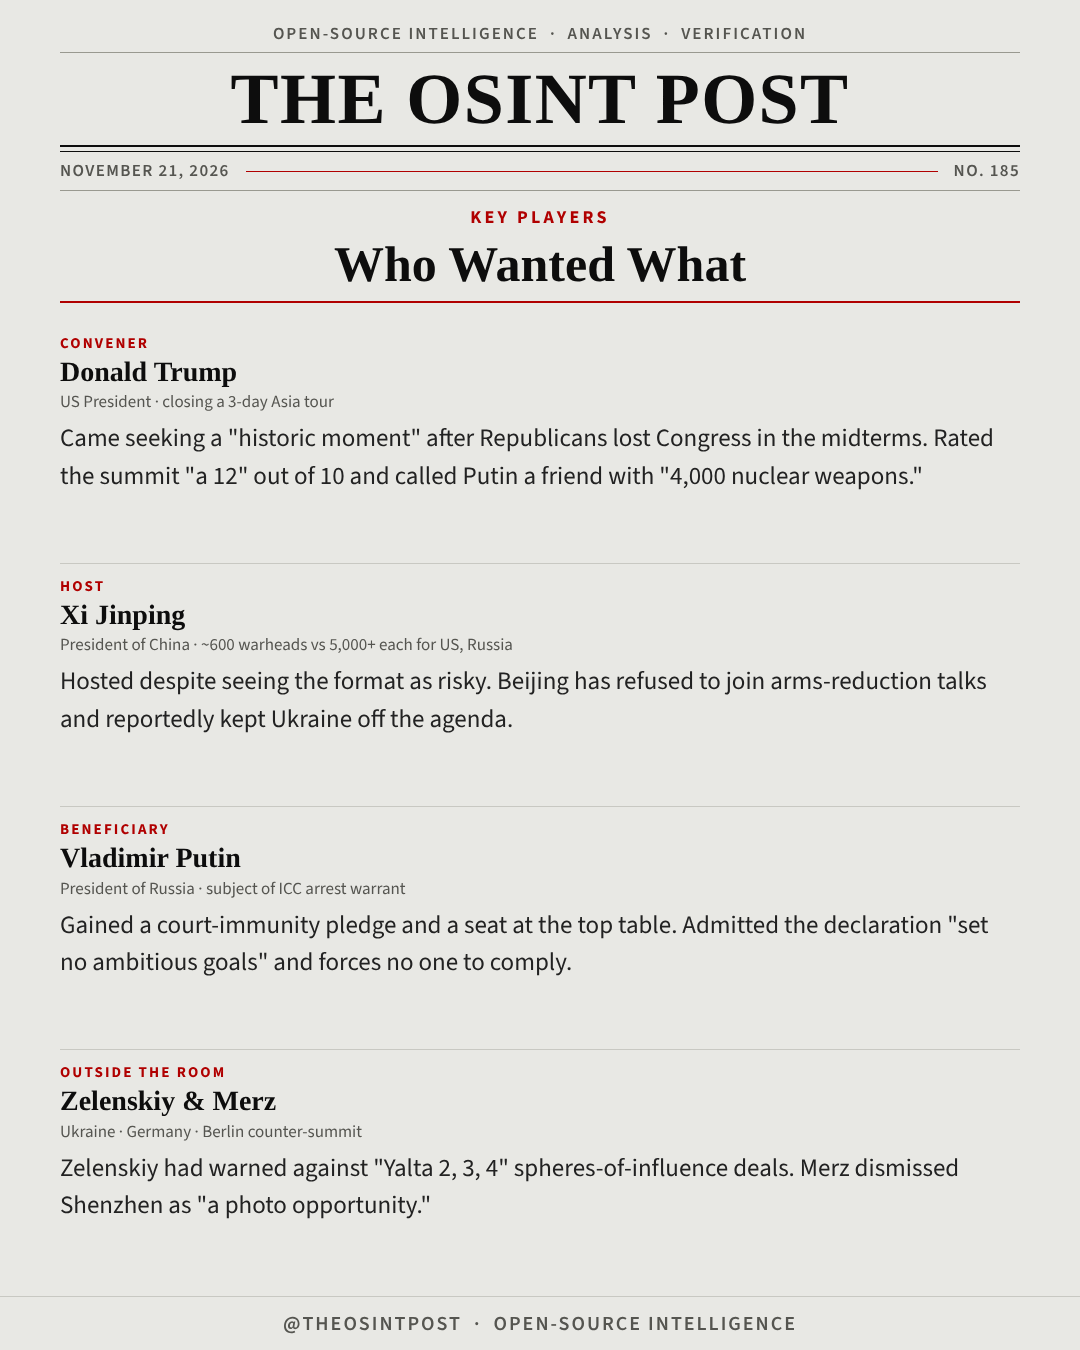 OPEN-SOURCE INTELLIGENCE · ANALYSIS · VERIFICATION
THE OSINT POST
NOVEMBER 21, 2026
NO. 185
KEY PLAYERS
Who Wanted What
CONVENER
Donald Trump
US President · closing a 3-day Asia tour
Came seeking a "historic moment" after Republicans lost Congress in the midterms. Rated
the summit "a 12" out of 10 and called Putin a friend with "4,000 nuclear weapons."
HOST
Xi Jinping
President of China · ~600 warheads vs 5,000+ each for US, Russia
Hosted despite seeing the format as risky. Beijing has refused to join arms-reduction talks
and reportedly kept Ukraine off the agenda.
BENEFICIARY
Vladimir Putin
President of Russia · subject of ICC arrest warrant
Gained a court-immunity pledge and a seat at the top table. Admitted the declaration "set
no ambitious goals" and forces no one to comply.
OUTSIDE THE ROOM
Zelenskiy & Merz
Ukraine · Germany · Berlin counter-summit
Zelenskiy had warned against "Yalta 2, 3, 4" spheres-of-influence deals. Merz dismissed
Shenzhen as "a photo opportunity."
@THEOSINTPOST · OPEN-SOURCE INTELLIGENCE